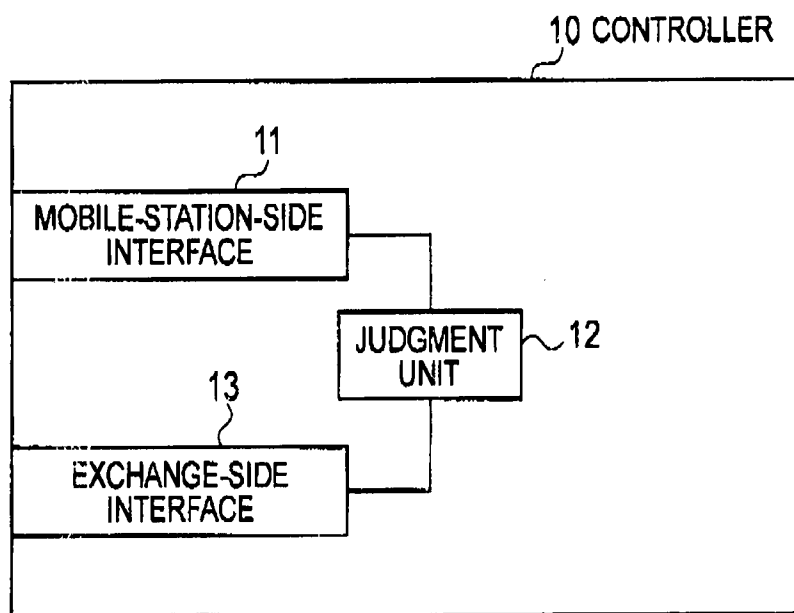 10 CONTROLLER
11
MOBILE-STATION-SIDE
INTERFACE
JUDGMENT
UNIT
12
13
EXCHANGE-SIDE
INTERFACE